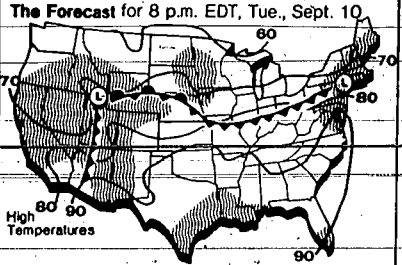 The Forecast for 8 p.m. EDT, Tue., Sept. 10
60
70
70
L
L
80
80 90
High
Temperatures
90